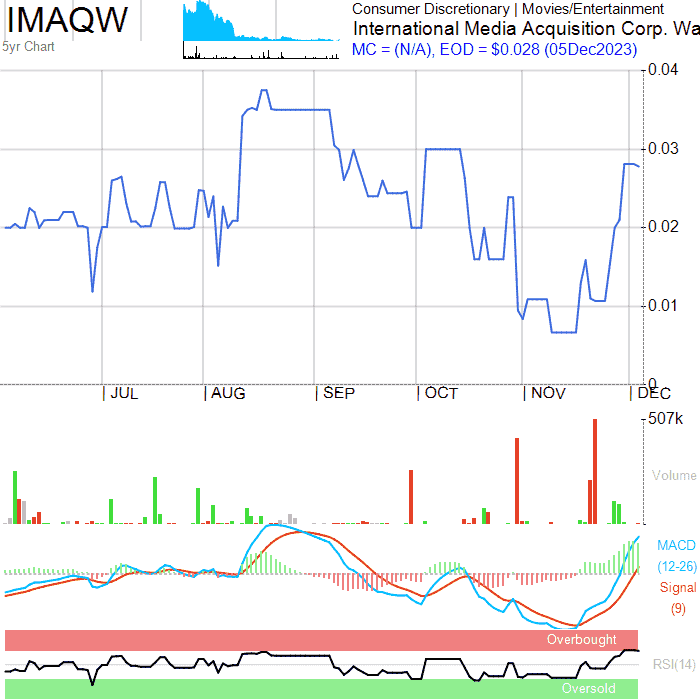 IMAQW
5yr Chart
Consumer Discretionary | Movies/Entertainment
International Media Acquisition Corp. Wa
MC = (N/A), EOD = $0.028 (05Dec2023)
0.04
0.03
0.02
0.01
0
| JUL | AUG | SEP | OCT | NOV | DEC
507k
Volume
MACD
(12-26)
Signal
(9)
Overbought
RSI(14)
Oversold